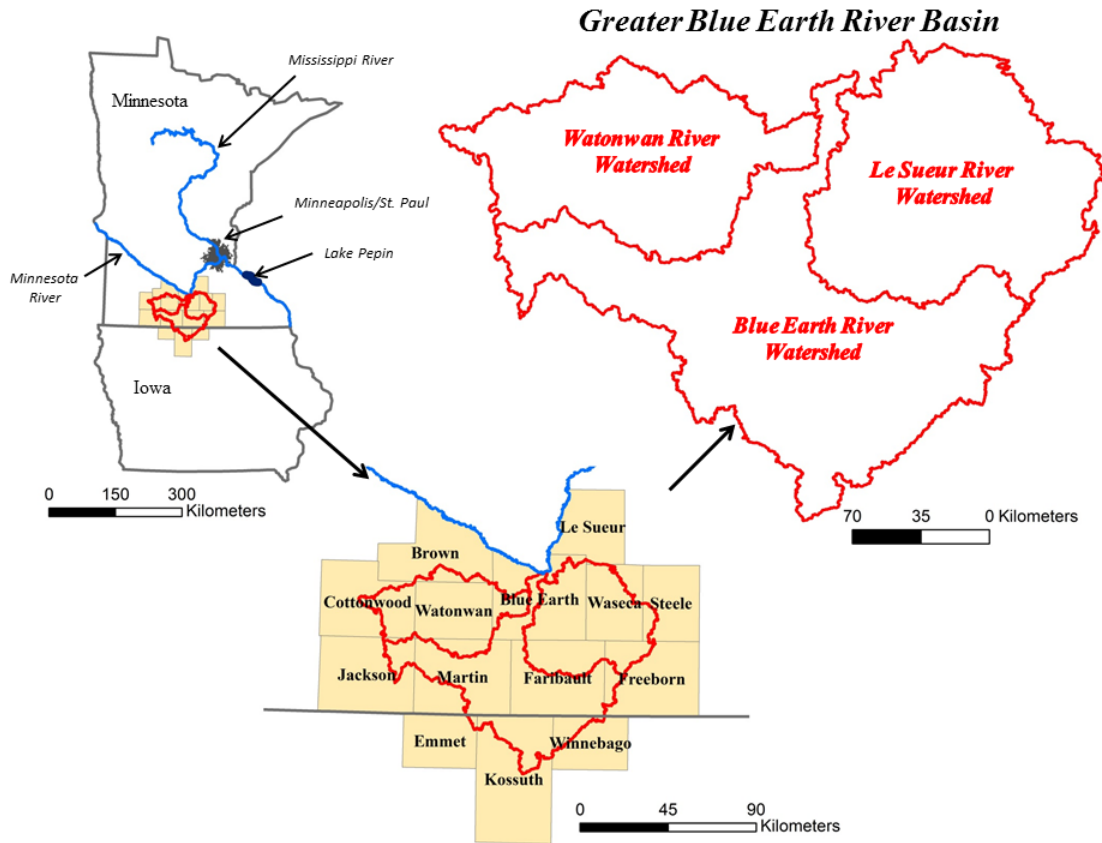 Greater Blue Earth River Basin
Mississippi River
Minnesota
Watonwan River
Watershed
Le Sueur River
Watershed
Minneapolis/St. Paul
Lake Pepin
Minnesota
River
Blue Earth River
Watershed
Iowa
0 150 300
Kilometers
70 35 0 Kilometers
Le Sueur
Brown
Cottonwood
Watonwan
Blue Earth
Waseca
Steele
Jackson
Martin
Faribault
Freeborn
Emmet
Winnebago
Kossuth
0 45 90
Kilometers